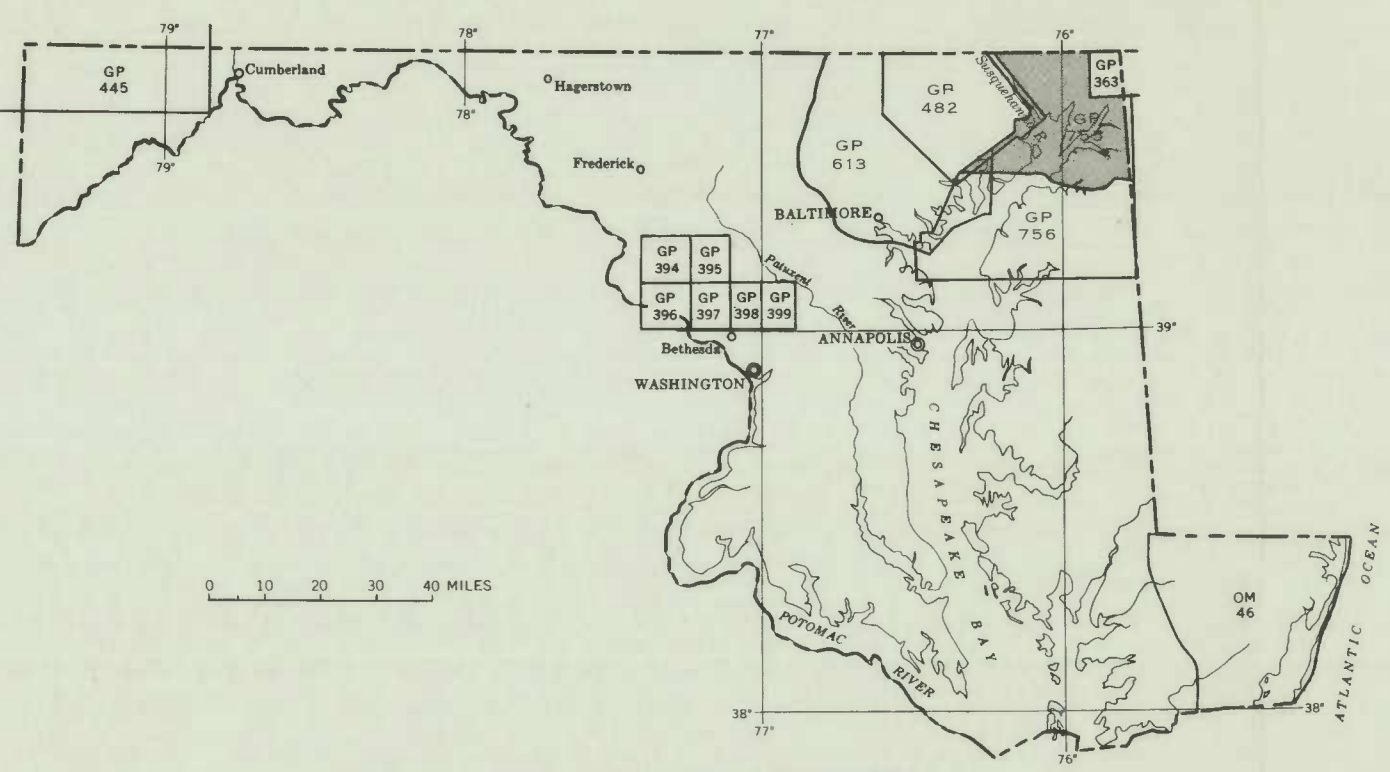 79°
78°
77°
76°
GP
445
Cumberland
Hagerstown
78°
79°
Frederick
GP
482
GP
613
GP
363
GP
BALTIMORE
GP
756
GP
394
GP
395
GP
396
GP
397
GP
398
GP
399
Patuxent
River
39°
ANNAPOLIS
Bethesda
WASHINGTON
CHESAPEAKE BAY
0 10 20 30 40 MILES
OM
46
ATLANTIC OCEAN
POTOMAC
RIVER
38°
38°
77°
76°